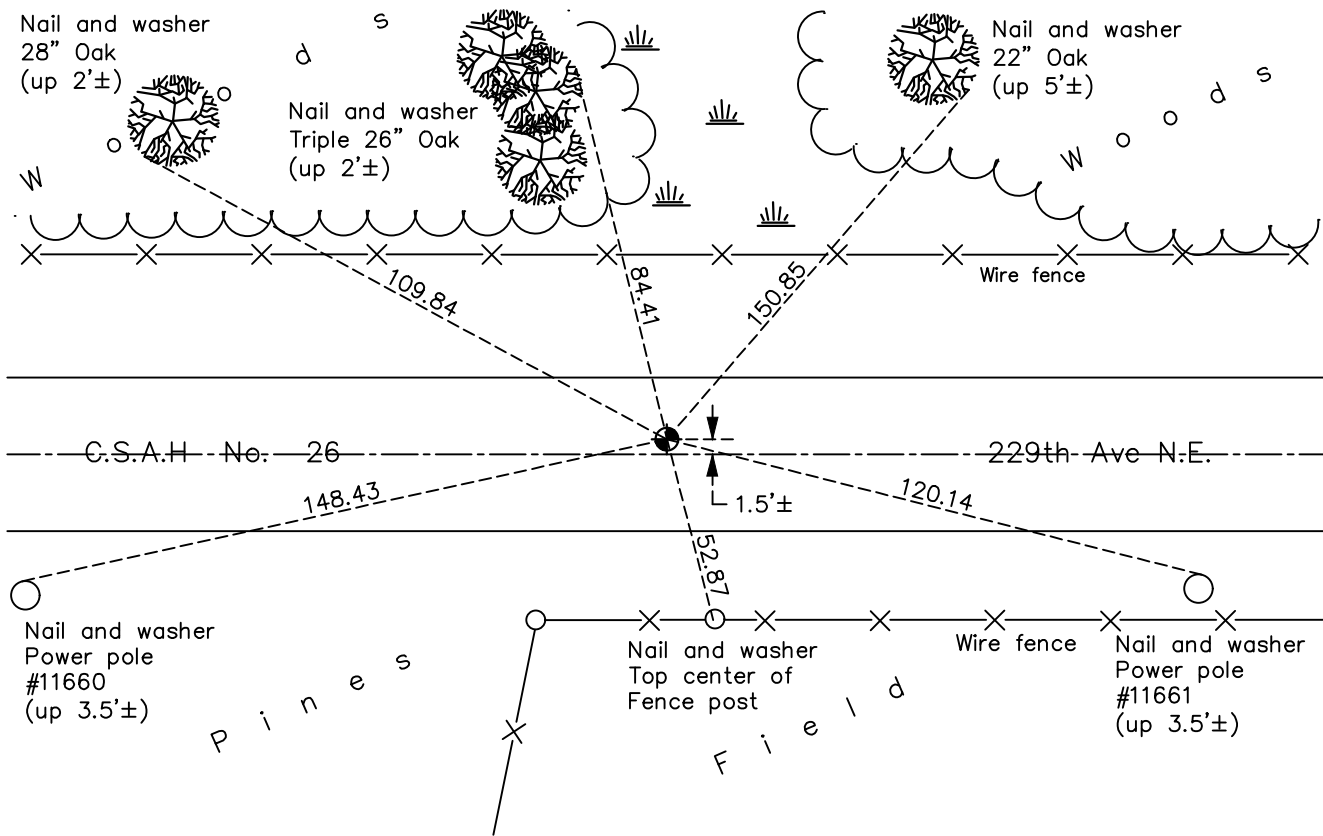 Nail and washer
28” Oak
(up 2'±)
W o o d s
Nail and washer
Triple 26” Oak
(up 2'±)
Nail and washer
22” Oak
(up 5'±)
W o o d s
Wire fence
109.84
84.41
150.85
C.S.A.H No. 26
229th Ave N.E.
148.43
1.5'±
120.14
52.87
Nail and washer
Power pole
#11660
(up 3.5'±)
Pines
Nail and washer
Top center of
Fence post
Field
Wire fence
Nail and washer
Power pole
#11661
(up 3.5'±)